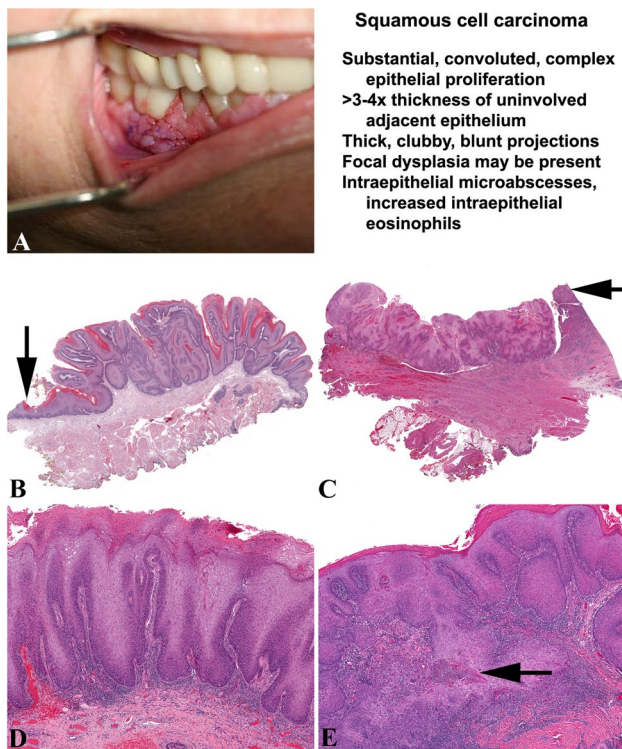 Squamous cell carcinoma
Substantial, convoluted, complex
epithelial proliferation
>3-4x thickness of uninvolved
adjacent epithelium
Thick, clubby, blunt projections
Focal dysplasia may be present
Intraepithelial microabscesses,
increased intraepithelial
eosinophils
A
B
C
D
E